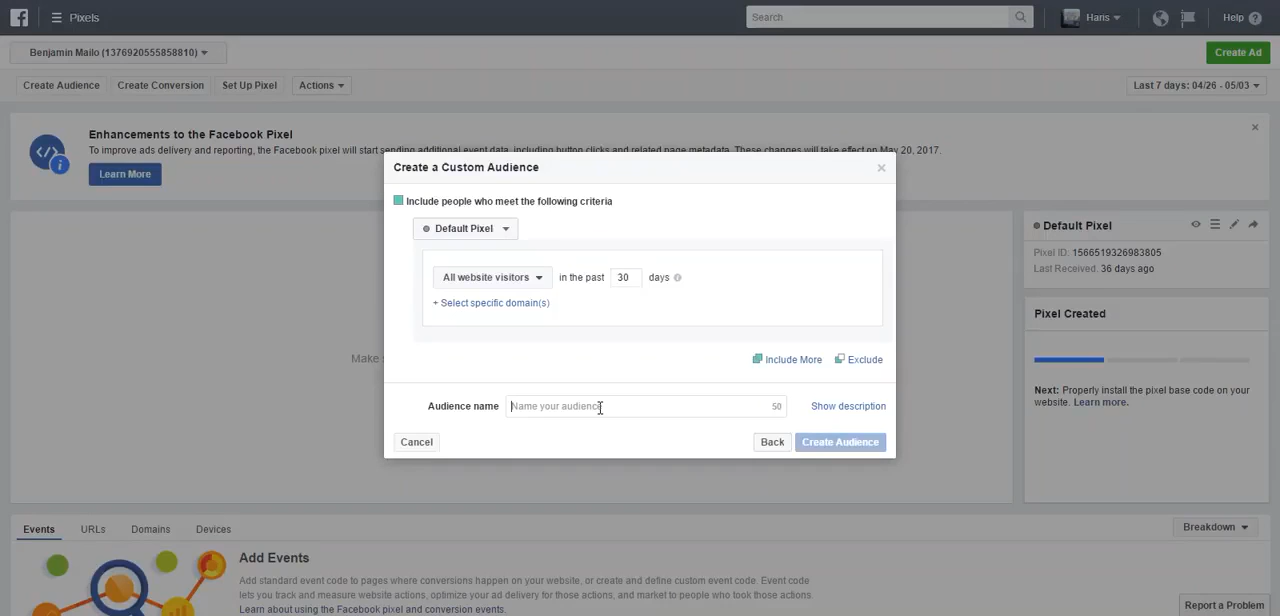 Pixels
Search
Haris
Help
Benjamin Mailo (1376920555858810)
Create Ad
Create Audience
Create Conversion
Set Up Pixel
Actions
Last 7 days: 04/26 - 05/03
Enhancements to the Facebook Pixel
To improve ads delivery and reporting, the Facebook pixel will start sending additional event data, including button clicks and related page metadata. These changes will take effect on May 20, 2017.
Learn More
Create a Custom Audience
Include people who meet the following criteria
Default Pixel
All website visitors in the past 30 days
+ Select specific domain(s)
Include More
Exclude
Audience name
Name your audience
50
Show description
Cancel
Back
Create Audience
Make
Default Pixel
Pixel ID: 1566519326983805
Last Received: 36 days ago
Pixel Created
Next: Properly install the pixel base code on your
website. Learn more.
Events
URLs
Domains
Devices
Breakdown
Add Events
Add standard event code to pages where conversions happen on your website, or create and define custom event code. Event code
lets you track and measure website actions, optimize your ad delivery for those actions, and market to people who took those actions.
Learn about using the Facebook pixel and conversion events.
Report a Problem